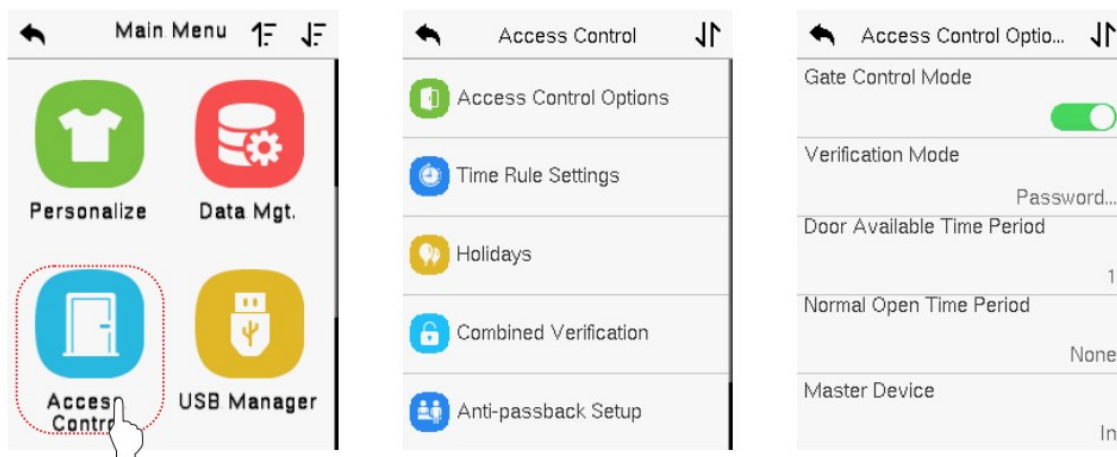 Main Menu
Personalize
Data Mgt.
Access
Control
USB Manager
Access Control
Access Control Options
Time Rule Settings
Holidays
Combined Verification
Anti-passback Setup
Access Control Optio...
Gate Control Mode
Verification Mode
Password...
Door Available Time Period
1
Normal Open Time Period
None
Master Device
In